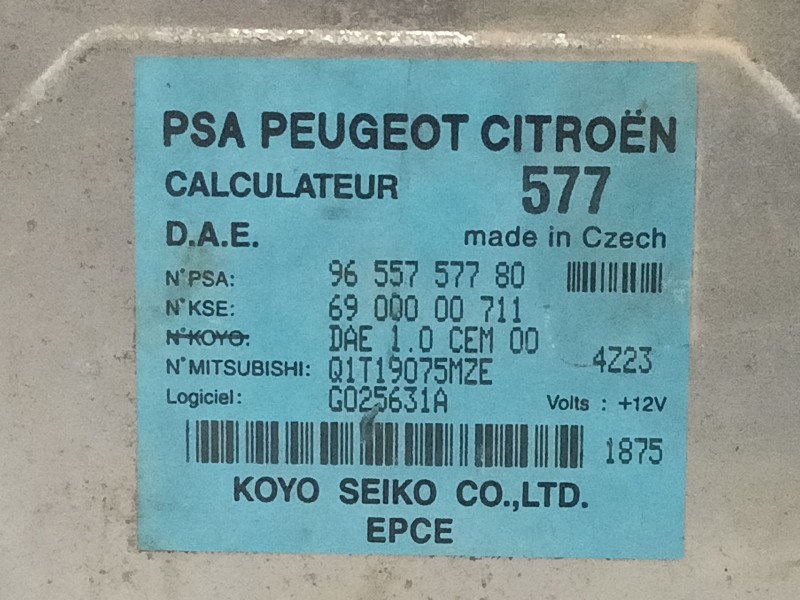 PSA PEUGEOT CITROËN
CALCULATEUR 577
D.A.E. made in Czech
N°PSA: 96 557 577 80
N°KSE: 69 000 00 711
N°KOYO: DAE 1.0 CEM 00
N°MITSUBISHI: Q1T19075MZE 4Z23
Logiciel: G025631A Volts : +12V
1875
KOYO SEIKO CO.,LTD.
EPCE